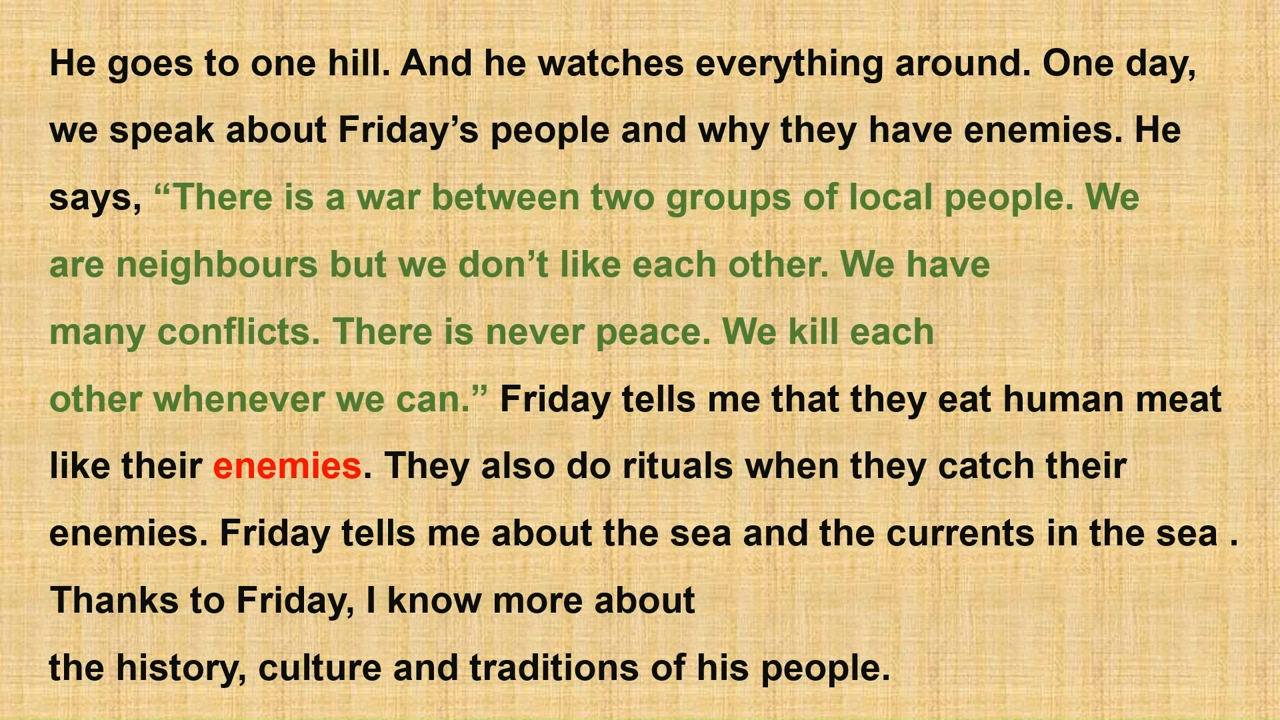 He goes to one hill. And he watches everything around. One day,
we speak about Friday’s people and why they have enemies. He
says, “There is a war between two groups of local people. We
are neighbours but we don’t like each other. We have
many conflicts. There is never peace. We kill each
other whenever we can.” Friday tells me that they eat human meat
like their enemies. They also do rituals when they catch their
enemies. Friday tells me about the sea and the currents in the sea .
Thanks to Friday, I know more about
the history, culture and traditions of his people.